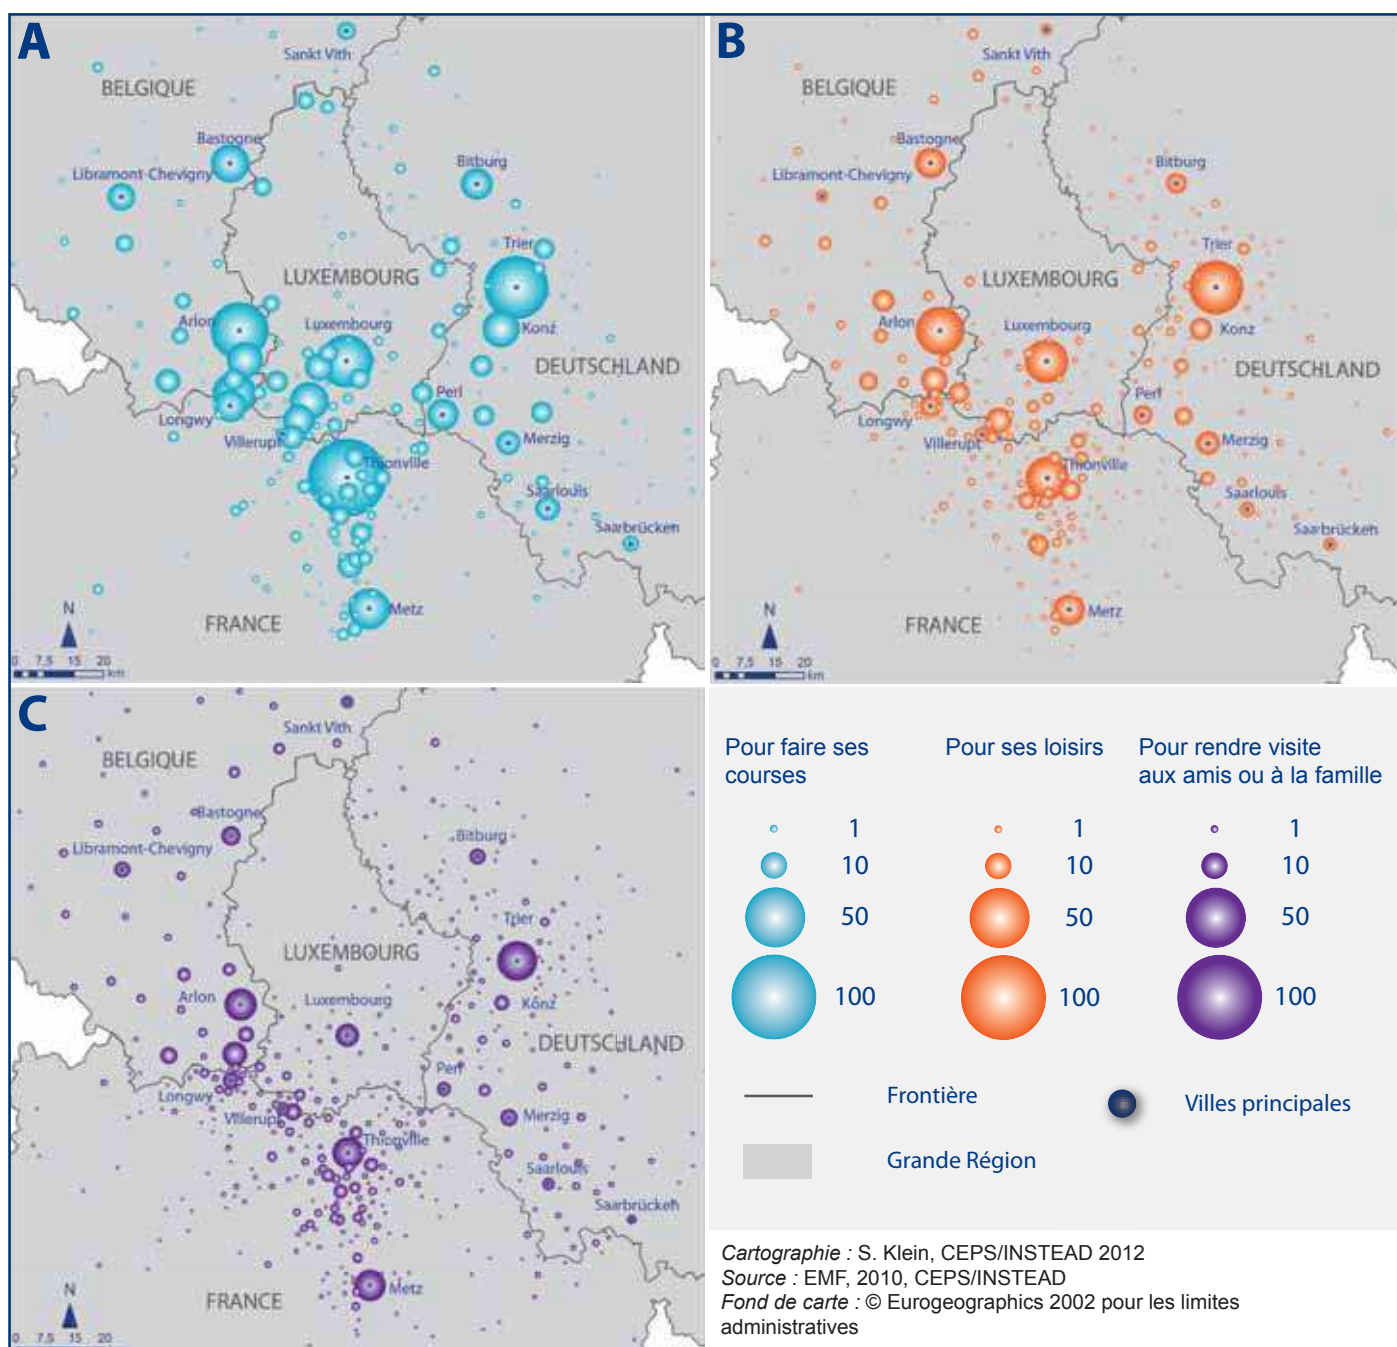 A
Sankt Vith
BELGIQUE
Bastogne
Libramont-Chevigny
Bitburg
Trier
LUXEMBOURG
Arlon
Luxembourg
Konz
DEUTSCHLAND
Perl
Longwy
Villerupt
Merzig
Thionville
Saarlouis
Saarbrücken
N
FRANCE
Metz
0 7,5 15 20
km
B
Sankt Vith
BELGIQUE
Bastogne
Libramont-Chevigny
Bitburg
Trier
LUXEMBOURG
Arlon
Luxembourg
Konz
DEUTSCHLAND
Perl
Longwy
Villerupt
Merzig
Thionville
Saarlouis
Saarbrücken
N
FRANCE
Metz
0 7,5 15 20
km
C
Sankt Vith
BELGIQUE
Bastogne
Libramont-Chevigny
Bitburg
Trier
LUXEMBOURG
Arlon
Luxembourg
Konz
DEUTSCHLAND
Perl
Longwy
Villerupt
Merzig
Thionville
Saarlouis
Saarbrücken
N
FRANCE
Metz
0 7,5 15 20
km
Pour faire ses
courses
1
10
50
100
Pour ses loisirs
1
10
50
100
Pour rendre visite
aux amis ou à la famille
1
10
50
100
Frontière
Villes principales
Grande Région
Cartographie : S. Klein, CEPS/INSTEAD 2012
Source : EMF, 2010, CEPS/INSTEAD
Fond de carte : © Eurogeographics 2002 pour les limites
administratives